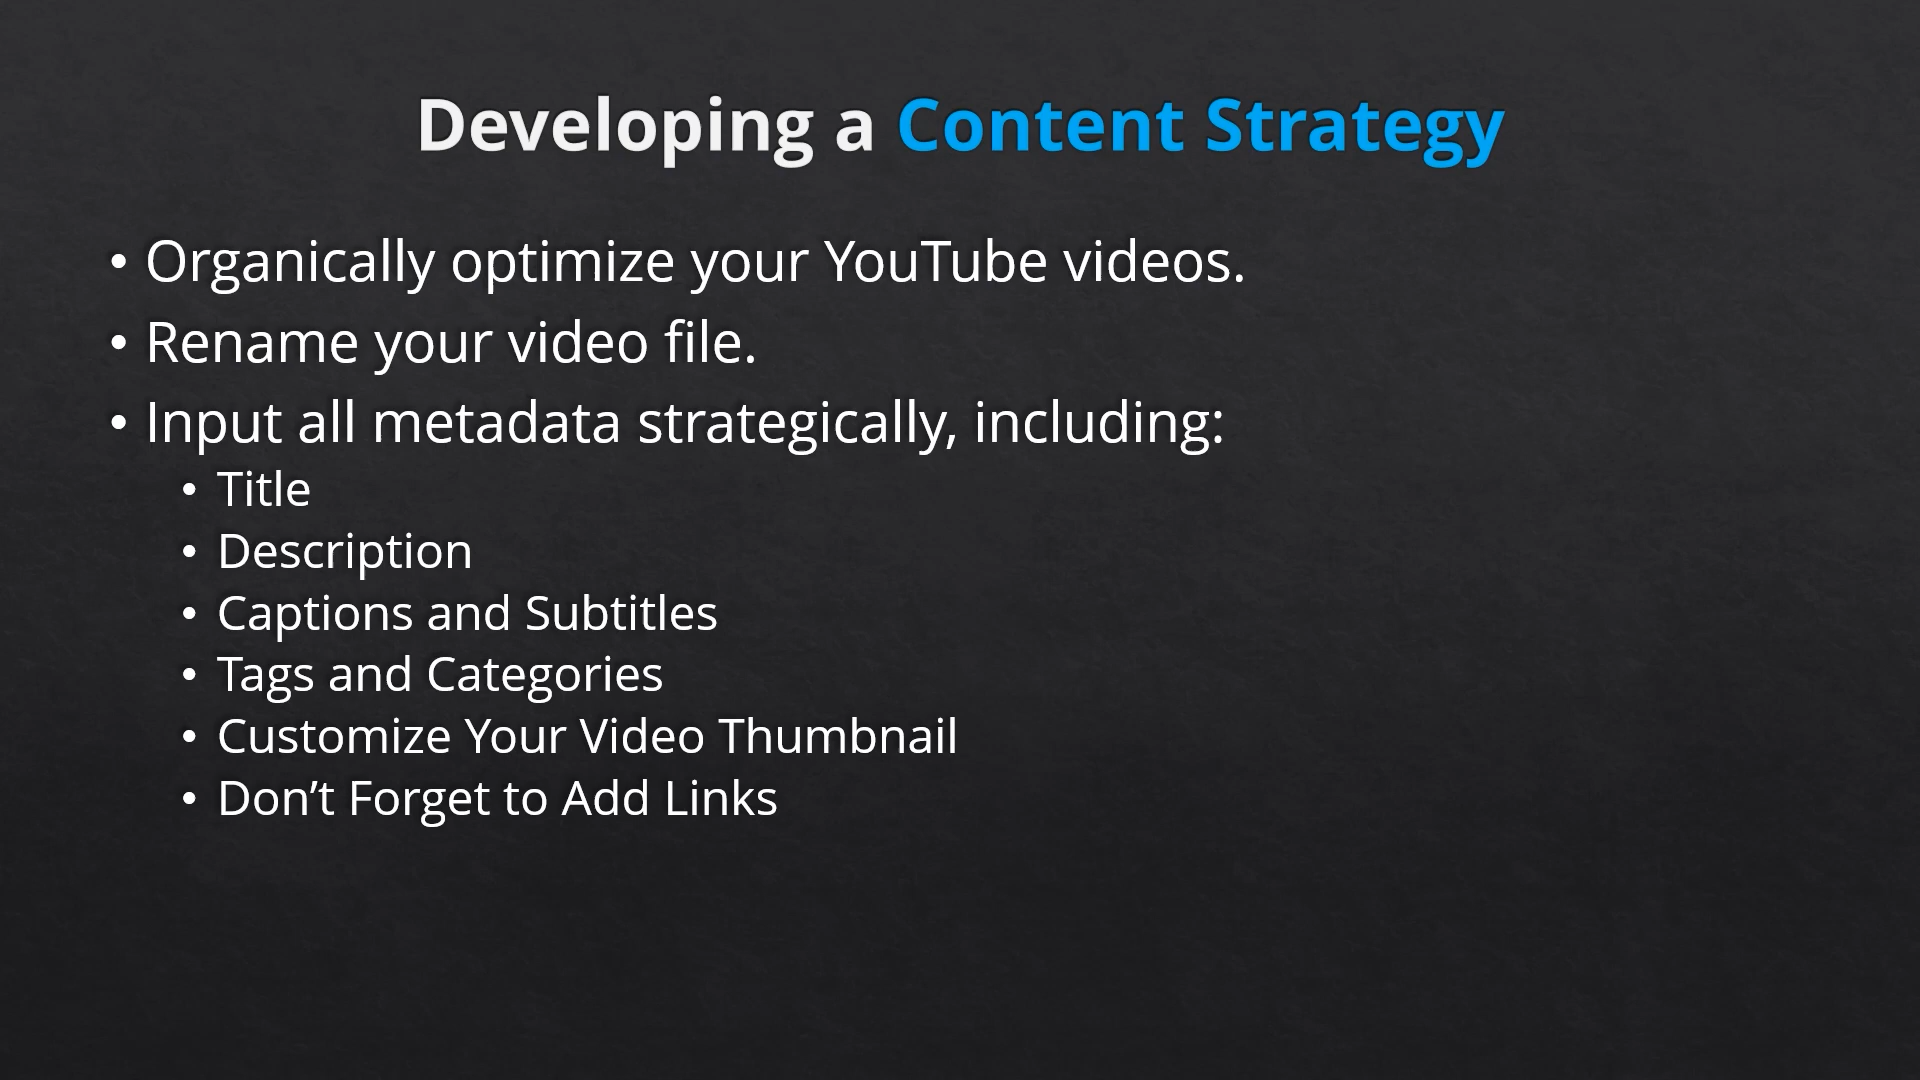 Developing a Content Strategy
• Organically optimize your YouTube videos.
• Rename your video file.
• Input all metadata strategically, including:
• Title
• Description
• Captions and Subtitles
• Tags and Categories
• Customize Your Video Thumbnail
• Don’t Forget to Add Links